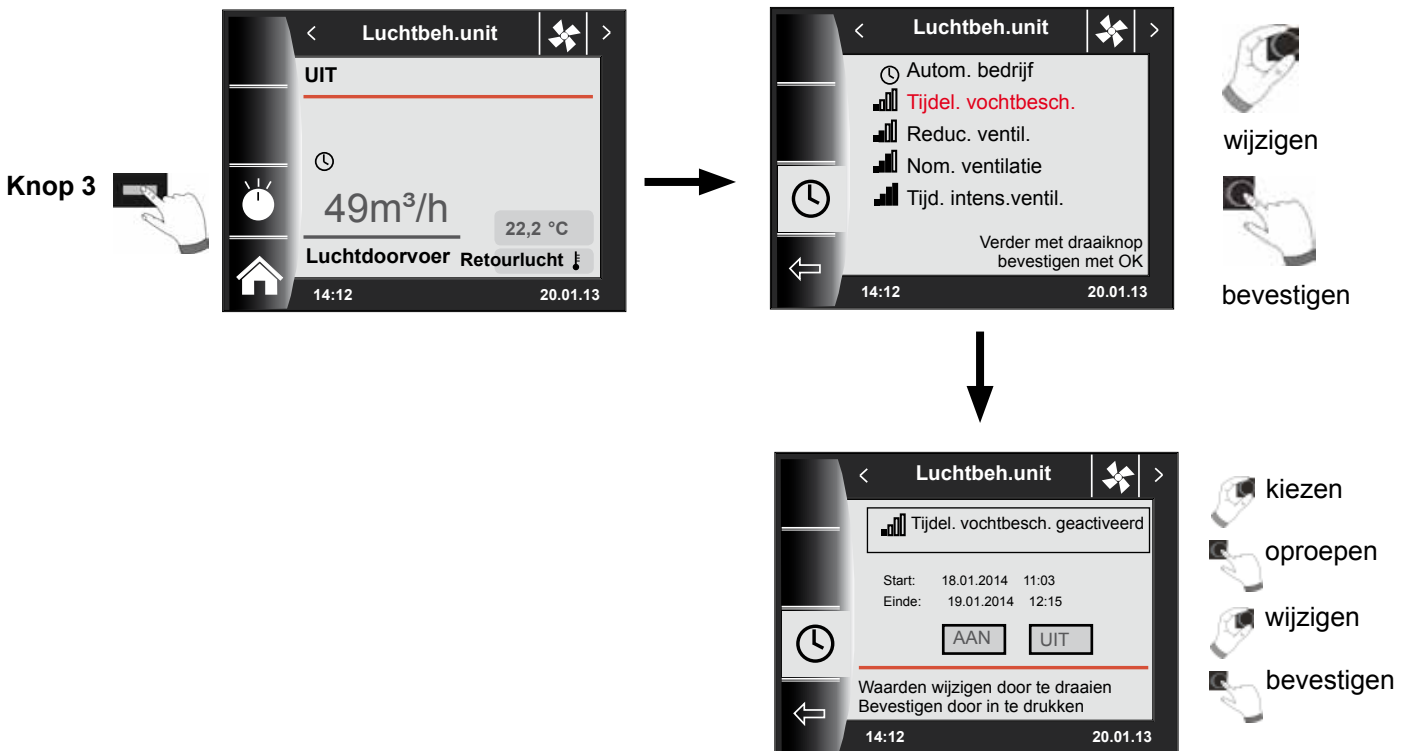 Knop 3
< Luchtbeh.unit >
UIT
49m³/h
22,2 °C
Luchtdoorvoer Retourlucht
14:12 20.01.13
< Luchtbeh.unit >
Autom. bedrijf
Tijdel. vochtbesch.
Reduc. ventil.
Nom. ventilatie
Tijd. intens.ventil.
Verder met draaiknop
bevestigen met OK
14:12 20.01.13
wijzigen
bevestigen
< Luchtbeh.unit >
Tijdel. vochtbesch. geactiveerd
Start: 18.01.2014 11:03
Einde: 19.01.2014 12:15
AAN UIT
Waarden wijzigen door te draaien
Bevestigen door in te drukken
14:12 20.01.13
kiezen
oproepen
wijzigen
bevestigen